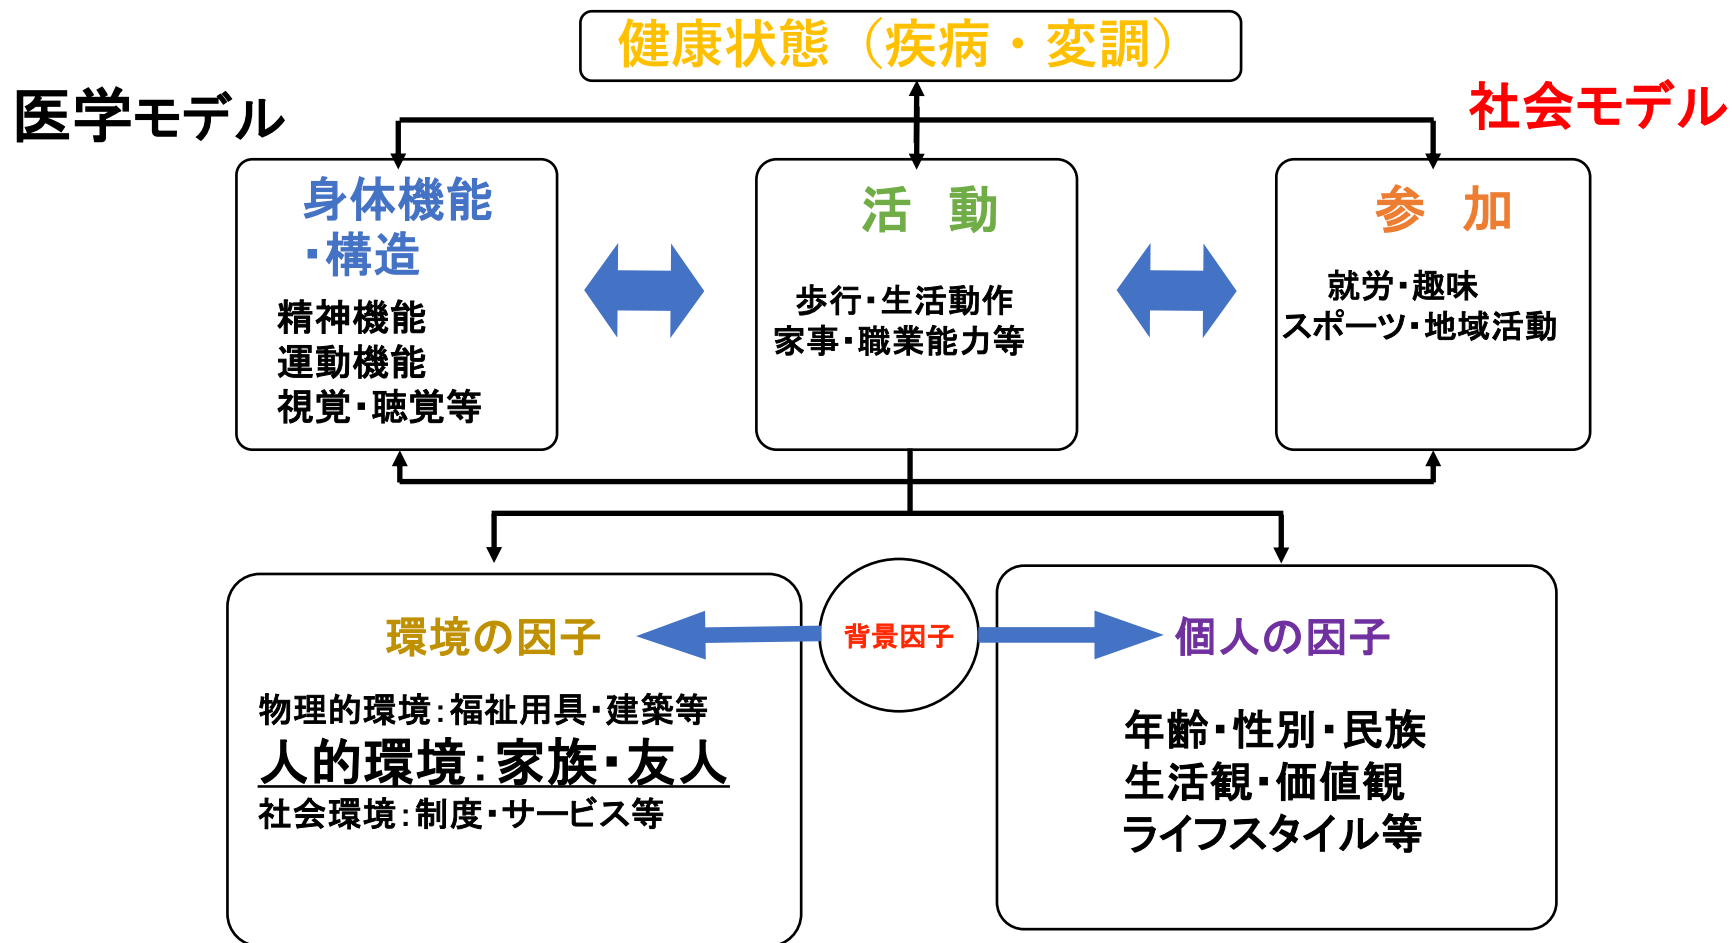 健康状態（疾病・変調）
医学モデル
社会モデル
身体機能
・構造
精神機能
運動機能
視覚・聴覚等
活　動
歩行・生活動作
家事・職業能力等
参　加
就労・趣味
スポーツ・地域活動
環境の因子
物理的環境：福祉用具・建築等
人的環境：家族・友人
社会環境：制度・サービス等
背景因子
個人の因子
年齢・性別・民族
生活観・価値観
ライフスタイル等